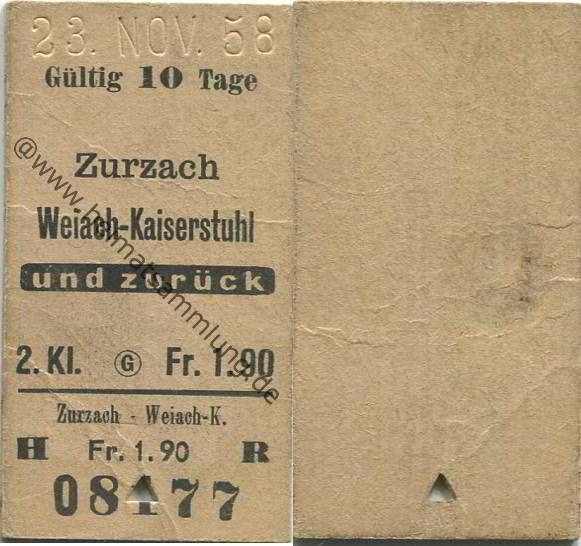 23. NOV. 58
Gültig 10 Tage
Zurzach
Weiach-Kaiserstuhl
und zurück
2. Kl. G Fr. 1.90
Zurzach - Weiach-K.
H Fr. 1.90 R
08177
@www.heimatsammlung.de